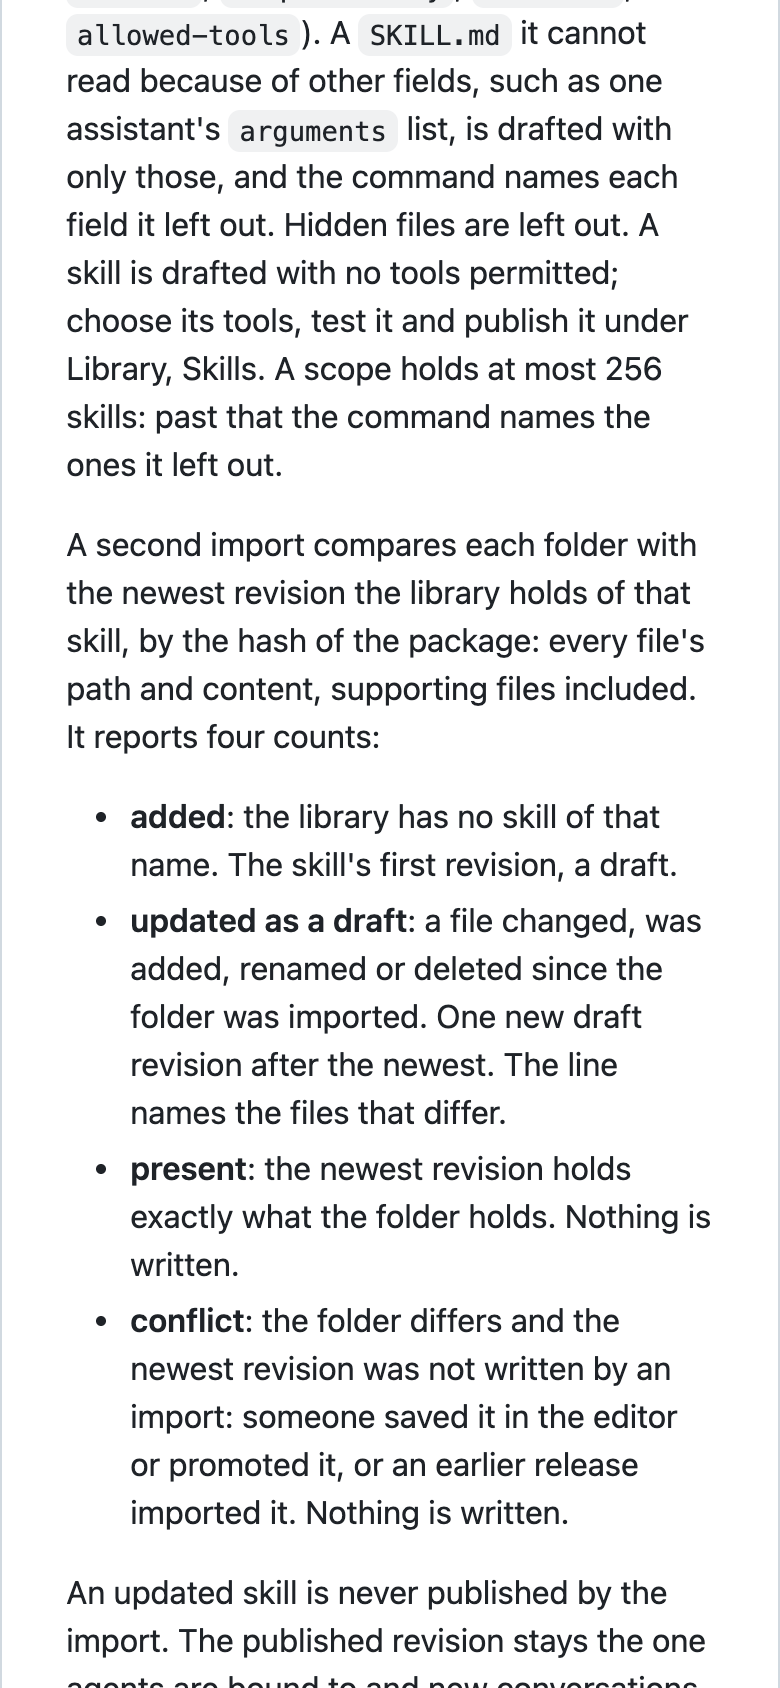 allowed-tools). A SKILL.md it cannot
read because of other fields, such as one
assistant's arguments list, is drafted with
only those, and the command names each
field it left out. Hidden files are left out. A
skill is drafted with no tools permitted;
choose its tools, test it and publish it under
Library, Skills. A scope holds at most 256
skills: past that the command names the
ones it left out.
A second import compares each folder with
the newest revision the library holds of that
skill, by the hash of the package: every file's
path and content, supporting files included.
It reports four counts:
• added: the library has no skill of that
name. The skill's first revision, a draft.
• updated as a draft: a file changed, was
added, renamed or deleted since the
folder was imported. One new draft
revision after the newest. The line
names the files that differ.
• present: the newest revision holds
exactly what the folder holds. Nothing is
written.
• conflict: the folder differs and the
newest revision was not written by an
import: someone saved it in the editor
or promoted it, or an earlier release
imported it. Nothing is written.
An updated skill is never published by the
import. The published revision stays the one
agents are bound to and new conversations